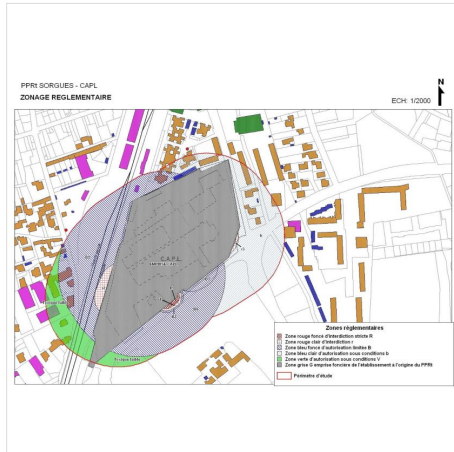 PPRt SORGUES - CAPL
ZONAGE REGLEMENTAIRE
N
ECH: 1/2000
C.A.P.L.
Zones réglementaires
Zone rouge foncé d'interdiction stricte R
Zone rouge clair d'interdiction r
Zone bleu foncé d'autorisation limitée B
Zone bleu clair d'autorisation sous conditions b
Zone verte d'autorisation sous conditions V
Zone grise G emprise foncière de l'établissement à l'origine du PPRt
Périmètre d'étude